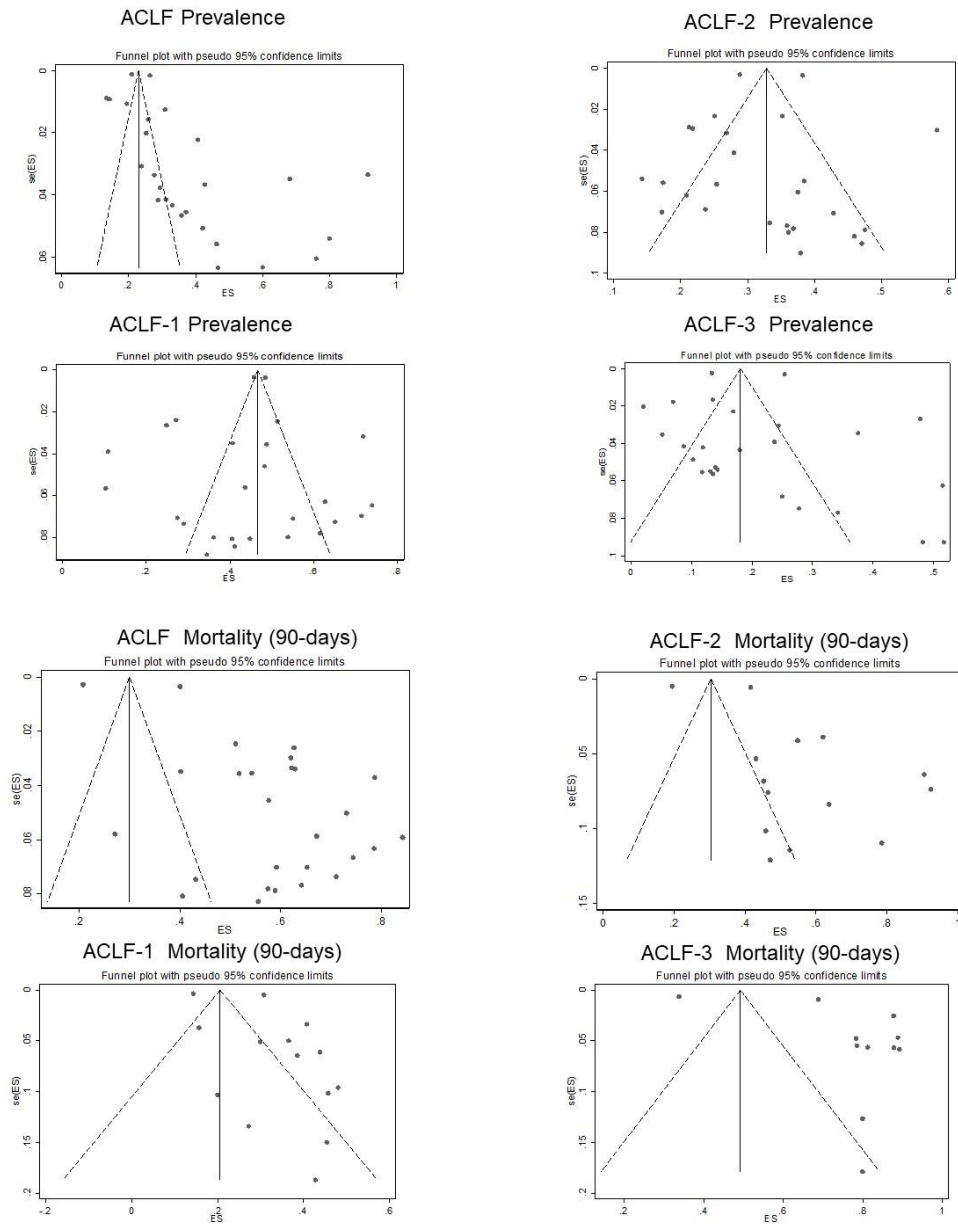 ACLF Prevalence
Funnel plot with pseudo 95% confidence limits
0
.02
.04
.06
se(ES)
0
.2
.4
.6
.8
1
ES
ACLF-2 Prevalence
Funnel plot with pseudo 95% confidence limits
0
.02
.04
.06
.08
.1
se(ES)
.1
.2
.3
.4
.5
.6
ES
ACLF-1 Prevalence
Funnel plot with pseudo 95% confidence limits
0
.02
.04
.06
.08
se(ES)
0
.2
.4
.6
.8
ES
ACLF-3 Prevalence
Funnel plot with pseudo 95% confidence limits
0
.02
.04
.06
.08
.1
se(ES)
0
.1
.2
.3
.4
.5
ES
ACLF Mortality (90-days)
Funnel plot with pseudo 95% confidence limits
0
.02
.04
.06
.08
se(ES)
.2
.4
.6
.8
ES
ACLF-2 Mortality (90-days)
Funnel plot with pseudo 95% confidence limits
0
.05
.1
.15
se(ES)
0
.2
.4
.6
.8
1
ES
ACLF-1 Mortality (90-days)
Funnel plot with pseudo 95% confidence limits
0
.05
.1
.15
.2
se(ES)
-.2
0
.2
.4
.6
ES
ACLF-3 Mortality (90-days)
Funnel plot with pseudo 95% confidence limits
0
.05
.1
.15
.2
se(ES)
.2
.4
.6
.8
1
ES